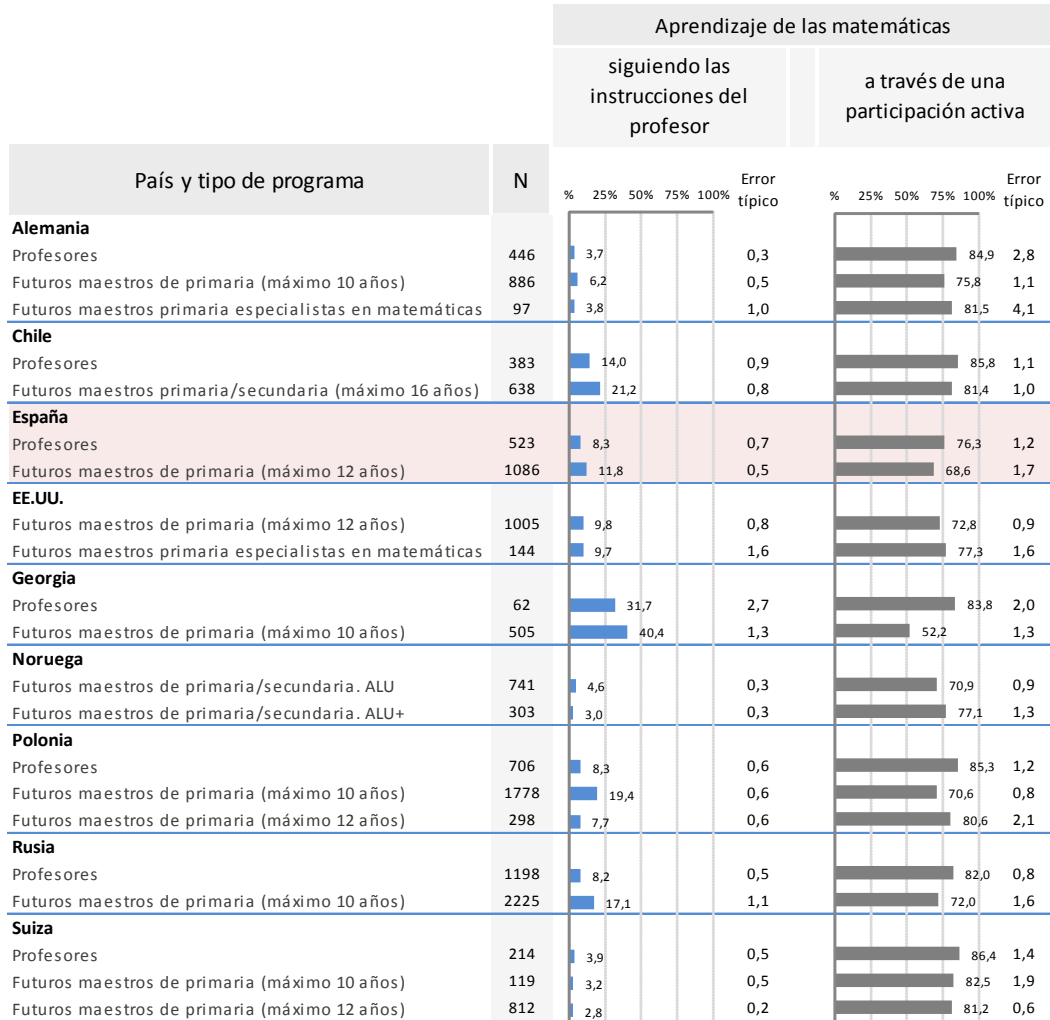 Aprendizaje de las matemáticas
siguiendo las
instrucciones del
profesor
a través de una
participación activa
País y tipo de programa N % 25% 50% 75% 100% Error típico % 25% 50% 75% 100% Error típico
Alemania
Profesores 446 3,7 0,3 84,9 2,8
Futuros maestros de primaria (máximo 10 años) 886 6,2 0,5 75,8 1,1
Futuros maestros primaria especialistas en matemáticas 97 3,8 1,0 81,5 4,1
Chile
Profesores 383 14,0 0,9 85,8 1,1
Futuros maestros primaria/secundaria (máximo 16 años) 638 21,2 0,8 81,4 1,0
España
Profesores 523 8,3 0,7 76,3 1,2
Futuros maestros de primaria (máximo 12 años) 1086 11,8 0,5 68,6 1,7
EE.UU.
Futuros maestros de primaria (máximo 12 años) 1005 9,8 0,8 72,8 0,9
Futuros maestros primaria especialistas en matemáticas 144 9,7 1,6 77,3 1,6
Georgia
Profesores 62 31,7 2,7 83,8 2,0
Futuros maestros de primaria (máximo 10 años) 505 40,4 1,3 52,2 1,3
Noruega
Futuros maestros de primaria/secundaria. ALU 741 4,6 0,3 70,9 0,9
Futuros maestros de primaria/secundaria. ALU+ 303 3,0 0,3 77,1 1,3
Polonia
Profesores 706 8,3 0,6 85,3 1,2
Futuros maestros de primaria (máximo 10 años) 1778 19,4 0,6 70,6 0,8
Futuros maestros de primaria (máximo 12 años) 298 7,7 0,6 80,6 2,1
Rusia
Profesores 1198 8,2 0,5 82,0 0,8
Futuros maestros de primaria (máximo 10 años) 2225 17,1 1,1 72,0 1,6
Suiza
Profesores 214 3,9 0,5 86,4 1,4
Futuros maestros de primaria (máximo 10 años) 119 3,2 0,5 82,5 1,9
Futuros maestros de primaria (máximo 12 años) 812 2,8 0,2 81,2 0,6